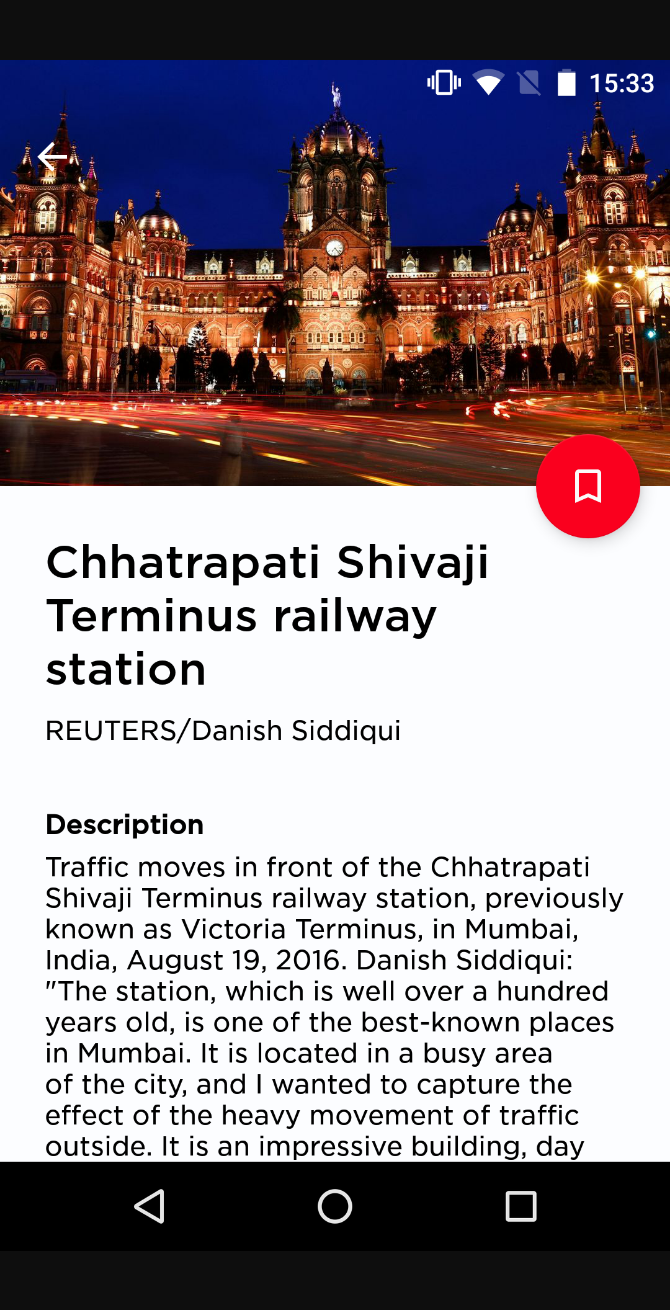 15:33
Chhatrapati Shivaji
Terminus railway
station
REUTERS/Danish Siddiqui
Description
Traffic moves in front of the Chhatrapati
Shivaji Terminus railway station, previously
known as Victoria Terminus, in Mumbai,
India, August 19, 2016. Danish Siddiqui:
"The station, which is well over a hundred
years old, is one of the best-known places
in Mumbai. It is located in a busy area
of the city, and I wanted to capture the
effect of the heavy movement of traffic
outside. It is an impressive building, day